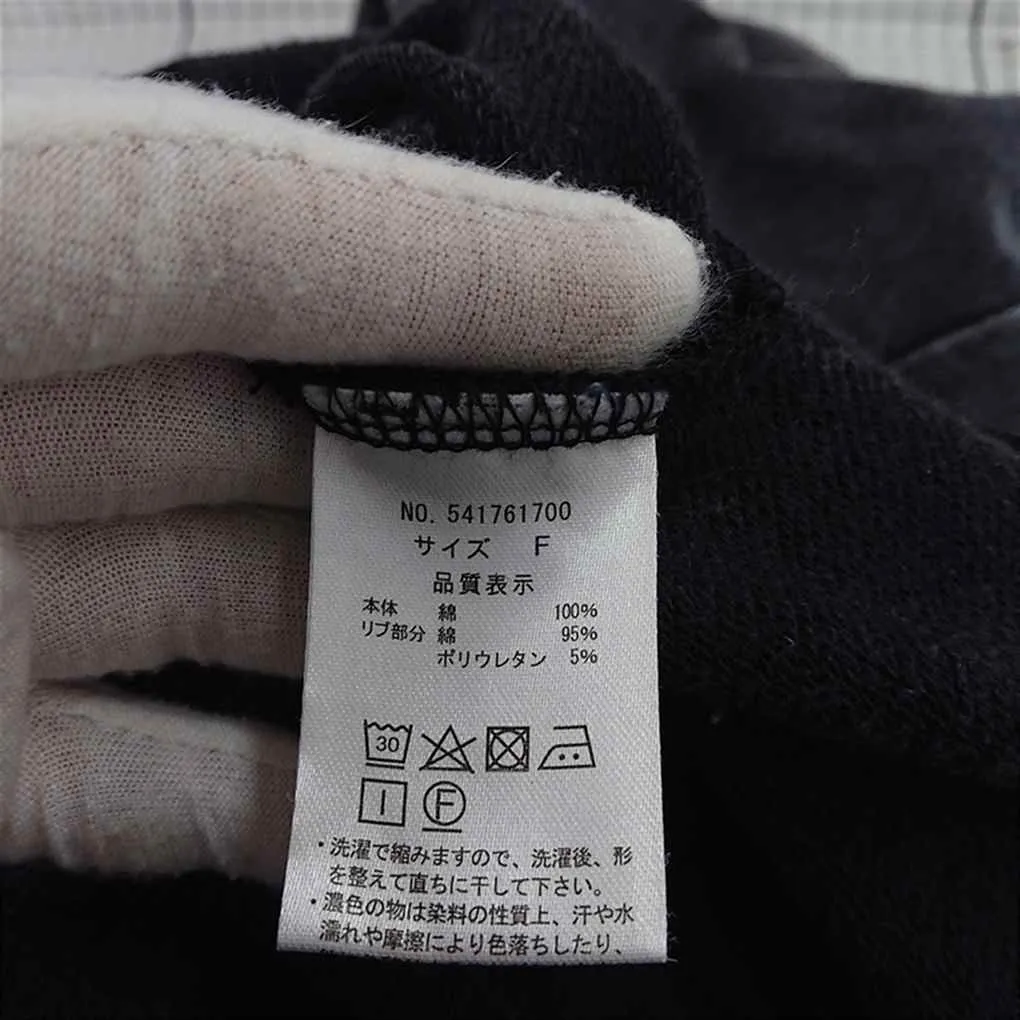 NO. 541761700
サイズ F
品質表示
本体 綿 100%
リブ部分 綿 95%
ポリウレタン 5%
30
F
・洗濯で縮みますので、洗濯後、形
を整えて直ちに干して下さい。
・濃色の物は染料の性質上、汗や水
濡れや摩擦により色落ちしたり、